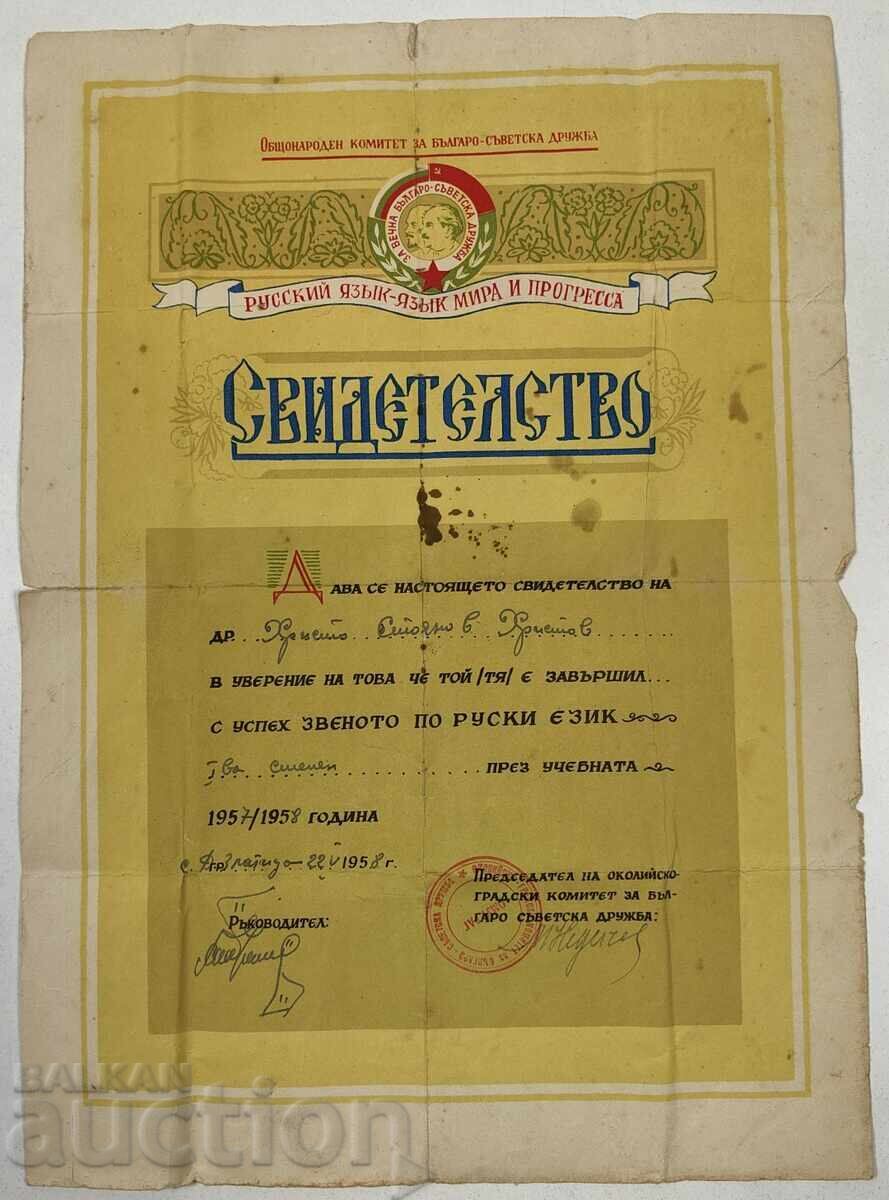 Общонароден комитет за българо-съветска дружба
ЗА ВЕЧНА БЪЛГАРО-СЪВЕТСКА ДРУЖБА
РУССКИЙ ЯЗЫК-ЯЗЫК МИРА И ПРОГРЕССА
СВИДЕТЕЛСТВО
ДАВА СЕ НАСТОЯЩЕТО СВИДЕТЕЛСТВО НА
ДР. Христо Стоянов Христов
В УВЕРЕНИЕ НА ТОВА ЧЕ ТОЙ /ТЯ/ Е ЗАВЪРШИЛ...
С УСПЕХ ЗВЕНОТО ПО РУСКИ ЕЗИК
Iва степен ПРЕЗ УЧЕБНАТА
1957/1958 ГОДИНА
с. Д. Златица 22 V 1958 г.
ПРЕДСЕДАТЕЛ НА ОКОЛИЙСКО-
ГРАДСКИ КОМИТЕТ ЗА БЪЛ-
ГАРО СЪВЕТСКА ДРУЖБА:
РЪКОВОДИТЕЛ:
BALKAN
auction